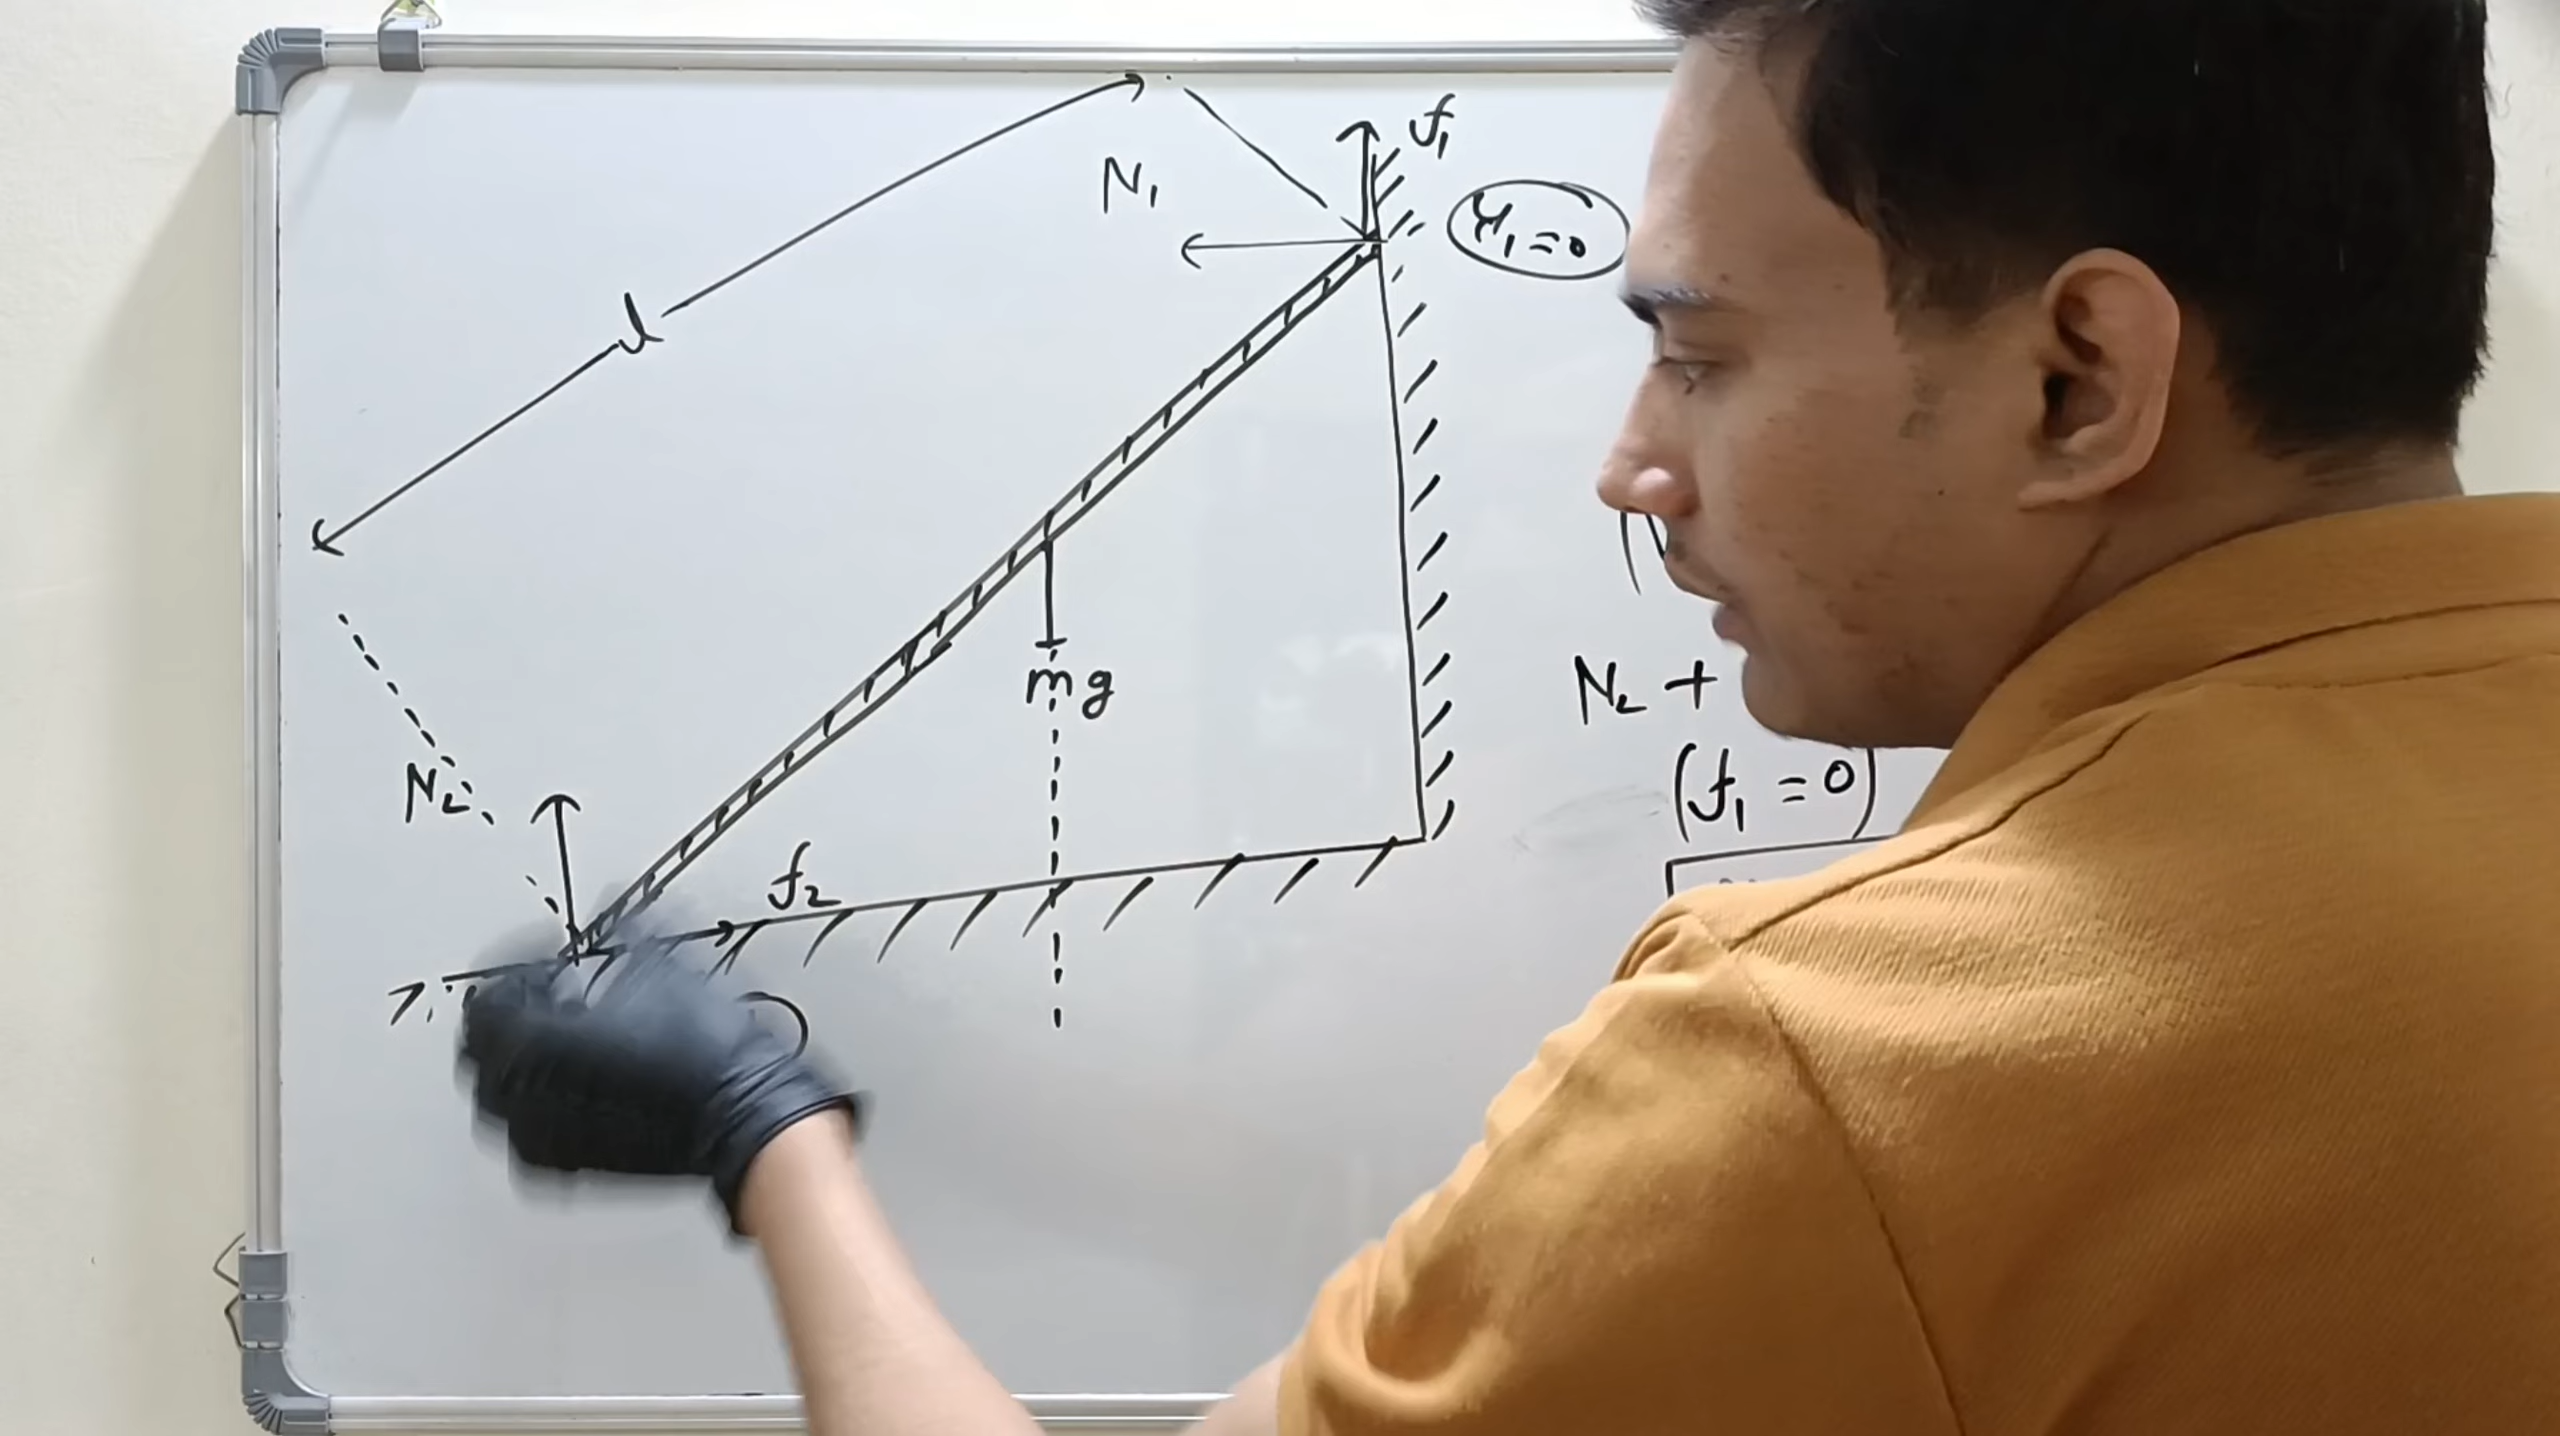 f₁
N₁
μ₁=0
l
mg
N₂ +
N₂
(f₁ = 0)
f₂